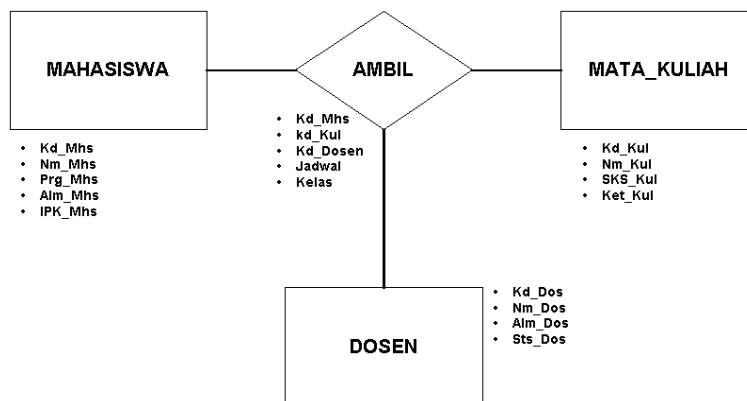 MAHASISWA
AMBIL
MATA_KULIAH
• Kd_Mhs
• Nm_Mhs
• Prg_Mhs
• Alm_Mhs
• IPK_Mhs
• Kd_Mhs
• kd_Kul
• Kd_Dosen
• Jadwal
• Kelas
• Kd_Kul
• Nm_Kul
• SKS_Kul
• Ket_Kul
DOSEN
• Kd_Dos
• Nm_Dos
• Alm_Dos
• Sts_Dos